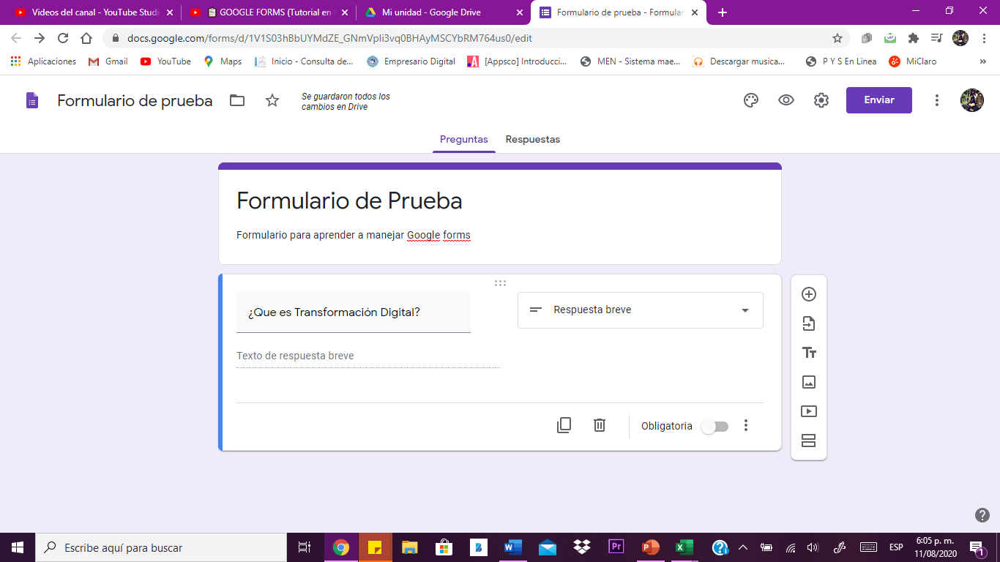 Videos del canal - YouTube Studi
GOOGLE FORMS (Tutorial en
Mi unidad - Google Drive
Formulario de prueba - Formular
docs.google.com/forms/d/1V1S03hBbUYMdZE_GNmVpIi3vq0BHAyMSCYbRM764us0/edit
Aplicaciones
Gmail
YouTube
Maps
Inicio - Consulta de...
Empresario Digital
[Appsco] Introducci...
MEN - Sistema mae...
Descargar musica...
P Y S En Linea
MiClaro
»
Formulario de prueba
Se guardaron todos los
cambios en Drive
Enviar
Preguntas
Respuestas
Formulario de Prueba
Formulario para aprender a manejar Google forms
¿Que es Transformación Digital?
Respuesta breve
Texto de respuesta breve
Obligatoria
Escribe aquí para buscar
ESP
6:05 p. m.
11/08/2020
1